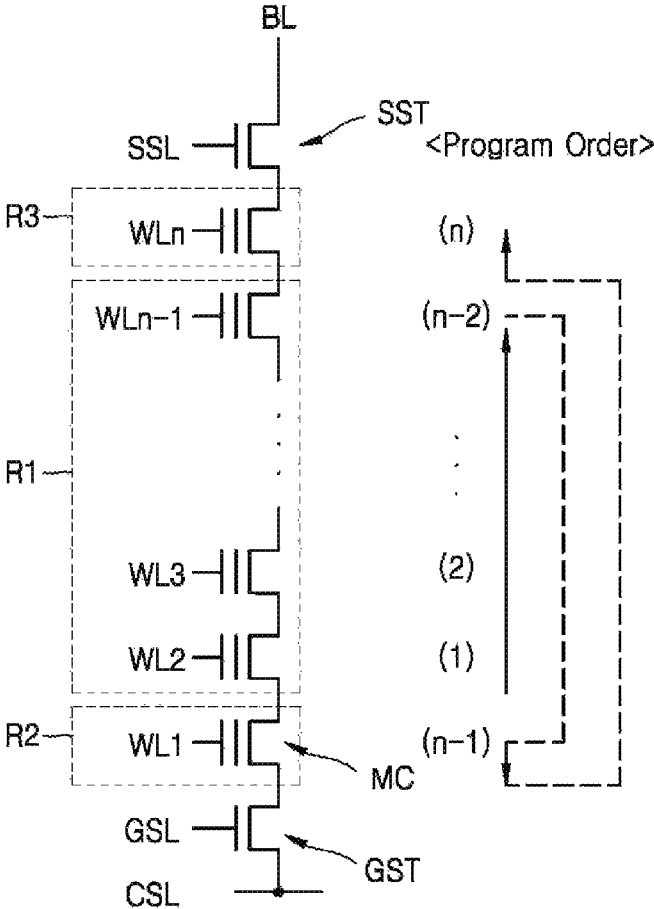 BL
SST
SSL
<Program Order>
R3
WLn
(n)
WLn-1
(n-2)
R1
WL3
(2)
WL2
(1)
R2
WL1
(n-1)
MC
GSL
GST
CSL